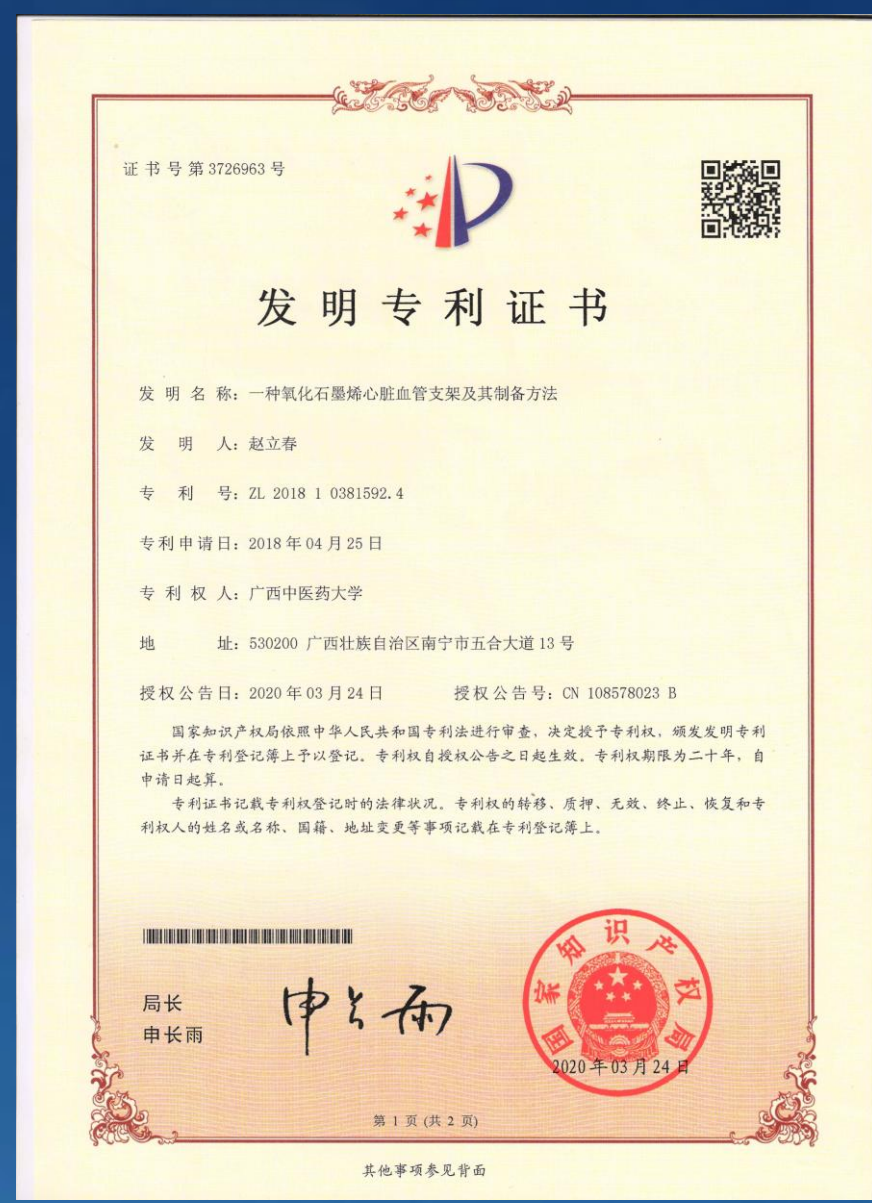 证书号第3726963号
发明专利证书
发明名称：一种氧化石墨烯心脏血管支架及其制备方法
发明人：赵立春
专利号：ZL 2018 1 0381592.4
专利申请日：2018年04月25日
专利权人：广西中医药大学
地址：530200 广西壮族自治区南宁市五合大道13号
授权公告日：2020年03月24日 授权公告号：CN 108578023 B
国家知识产权局依照中华人民共和国专利法进行审查，决定授予专利权，颁发发明专利
证书并在专利登记簿上予以登记。专利权自授权公告之日起生效。专利权期限为二十年，自
申请日起算。
专利证书记载专利权登记时的法律状况。专利权的转移、质押、无效、终止、恢复和专
利权人的姓名或名称、国籍、地址变更等事项记载在专利登记簿上。
局长
申长雨
申长雨
国家知识产权局
2020年03月24日
第1页(共2页)
其他事项参见背面